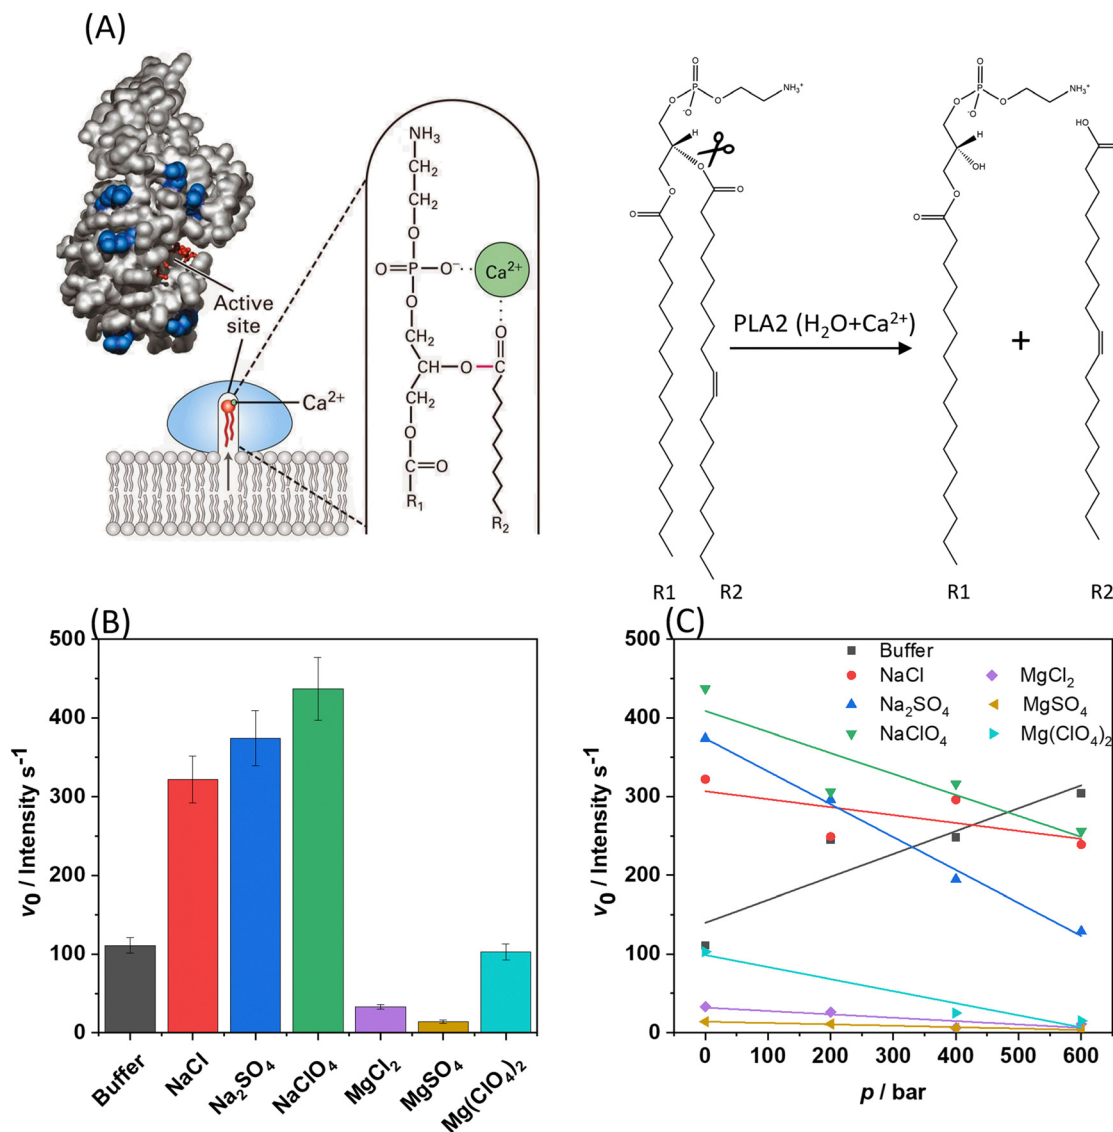 (A)
Active
site
Ca²⁺
NH₃
CH₂
CH₂
O
O=P—O⁻
Ca²⁺
O
O
CH₂
CH—O—C
CH₂
O
C=O
R₁
R₂
O
P
O
O
⁻O
NH₃⁺
H
O
O
O
O
R1
R2
PLA2 (H₂O+Ca²⁺)
O
P
O
O
⁻O
NH₃⁺
H
OH
O
O
R1
+
HO
R2
(B)
v₀ / Intensity s⁻¹
500
400
300
200
100
0
Buffer
NaCl
Na₂SO₄
NaClO₄
MgCl₂
MgSO₄
Mg(ClO₄)₂
(C)
v₀ / Intensity s⁻¹
500
400
300
200
100
0
Buffer
NaCl
Na₂SO₄
NaClO₄
MgCl₂
MgSO₄
Mg(ClO₄)₂
0 100 200 300 400 500 600
p / bar